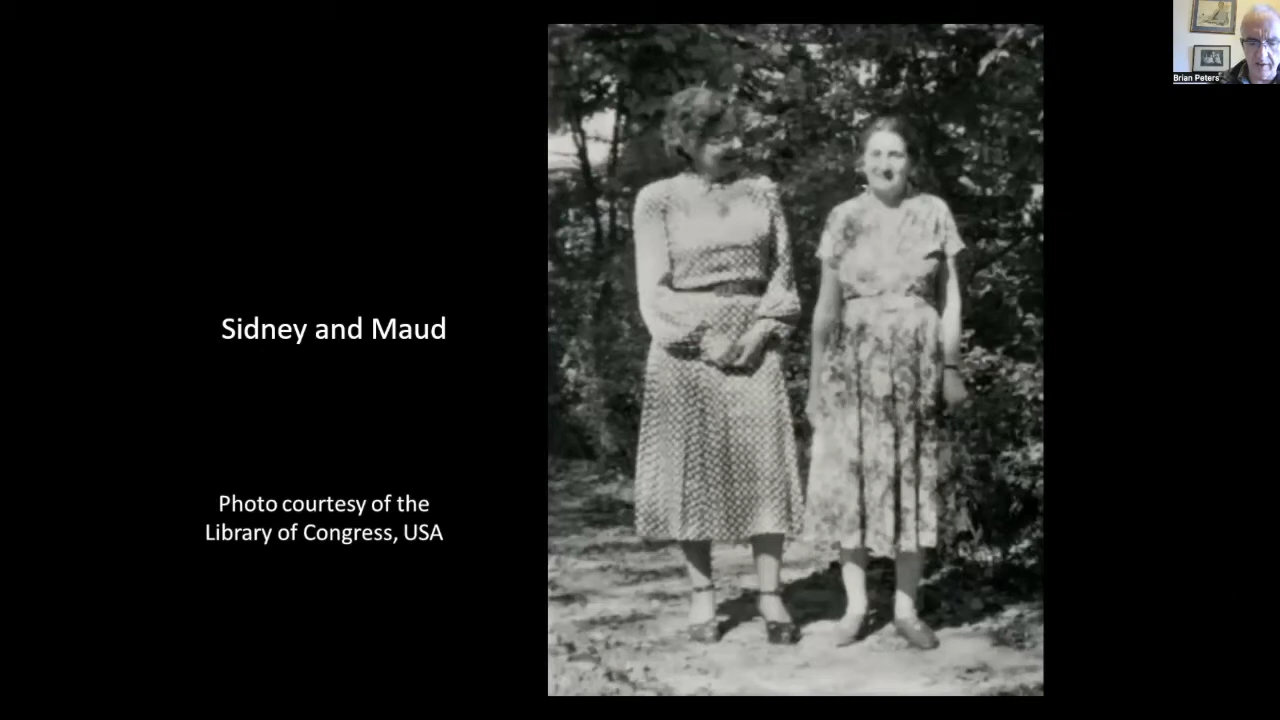 Brian Peters
Sidney and Maud
Photo courtesy of the
Library of Congress, USA